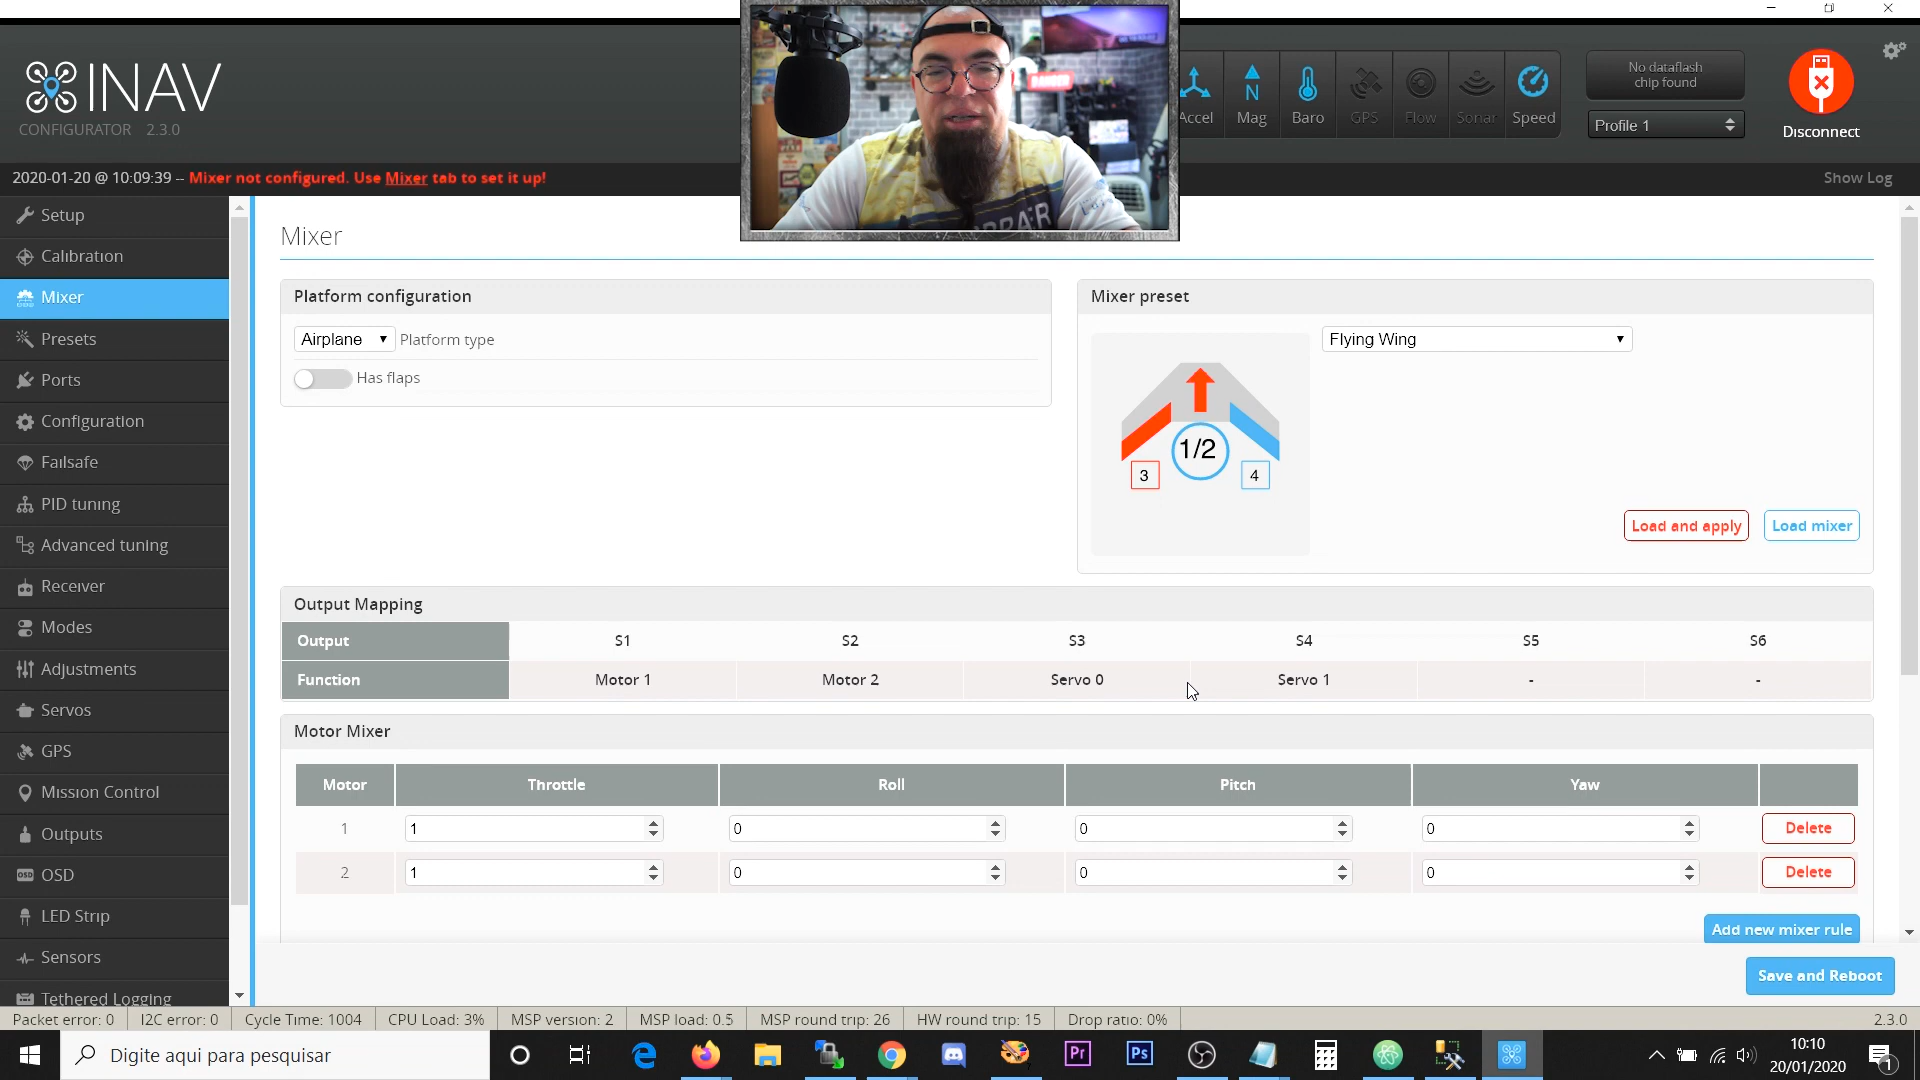 INAV
CONFIGURATOR 2.3.0
Accel
Mag
Baro
GPS
Flow
Sonar
Speed
No dataflash
chip found
Profile 1
Disconnect
2020-01-20 @ 10:09:39 -- Mixer not configured. Use Mixer tab to set it up!
Show Log
Setup
Calibration
Mixer
Presets
Ports
Configuration
Failsafe
PID tuning
Advanced tuning
Receiver
Modes
Adjustments
Servos
GPS
Mission Control
Outputs
OSD
LED Strip
Sensors
Tethered Logging
Mixer
Platform configuration
Airplane
Platform type
Has flaps
Mixer preset
Flying Wing
1/2
3
4
Load and apply
Load mixer
Output Mapping
Output S1 S2 S3 S4 S5 S6
Function Motor 1 Motor 2 Servo 0 Servo 1 - -
Motor Mixer
Motor Throttle Roll Pitch Yaw
1 1 0 0 0 Delete
2 1 0 0 0 Delete
Add new mixer rule
Save and Reboot
Packet error: 0 I2C error: 0 Cycle Time: 1004 CPU Load: 3% MSP version: 2 MSP load: 0.5 MSP round trip: 26 HW round trip: 15 Drop ratio: 0% 2.3.0
Digite aqui para pesquisar
Pr
Ps
10:10
20/01/2020
1